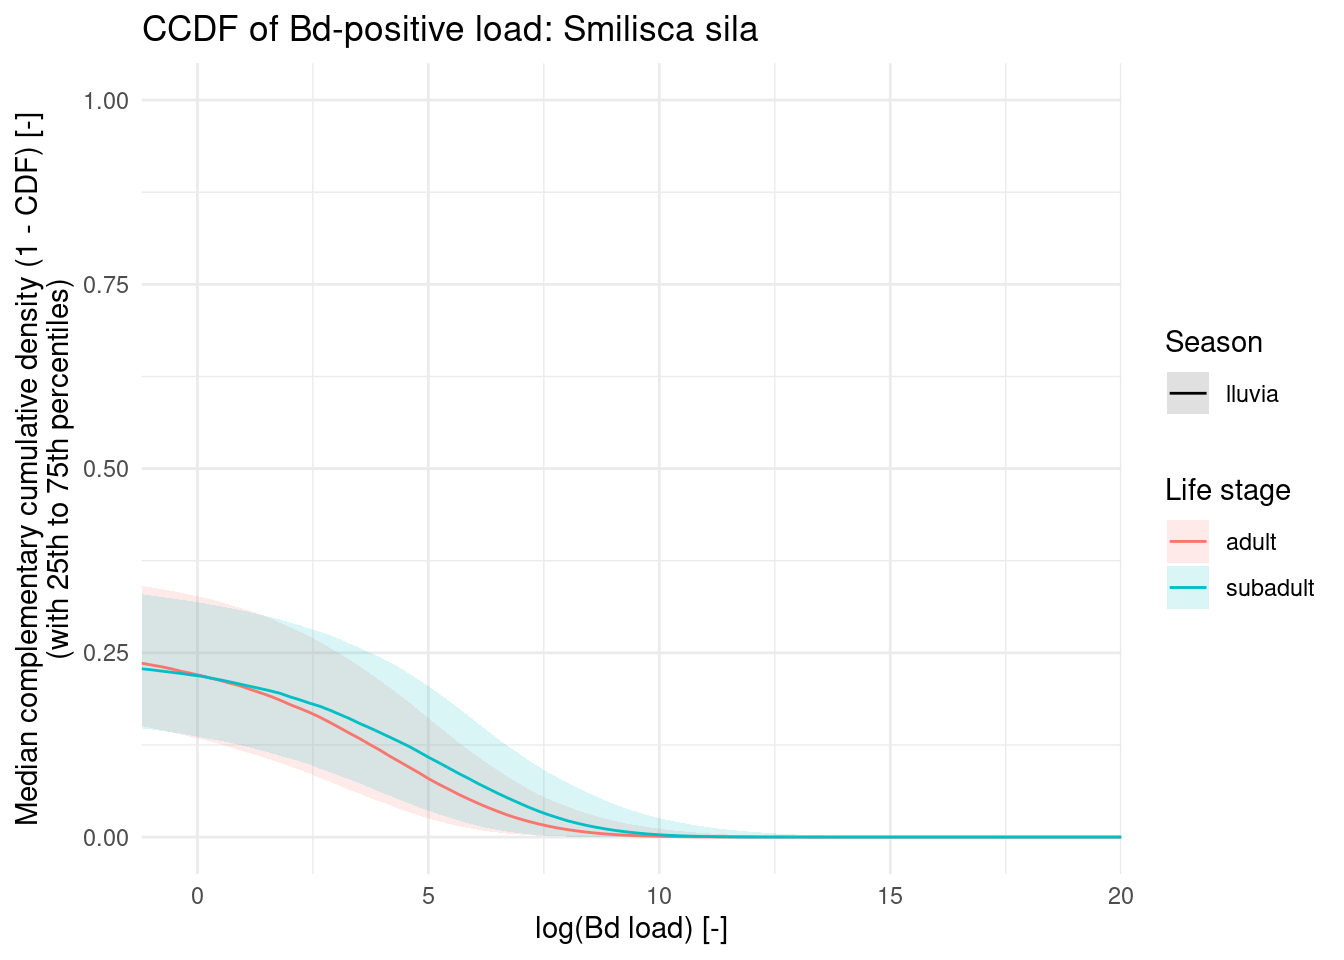 CCDF of Bd-positive load: Smilisca sila
Median complementary cumulative density (1 - CDF) [-]
(with 25th to 75th percentiles)
1.00
0.75
0.50
0.25
0.00
0
5
10
15
20
log(Bd load) [-]
Season
lluvia
Life stage
adult
subadult